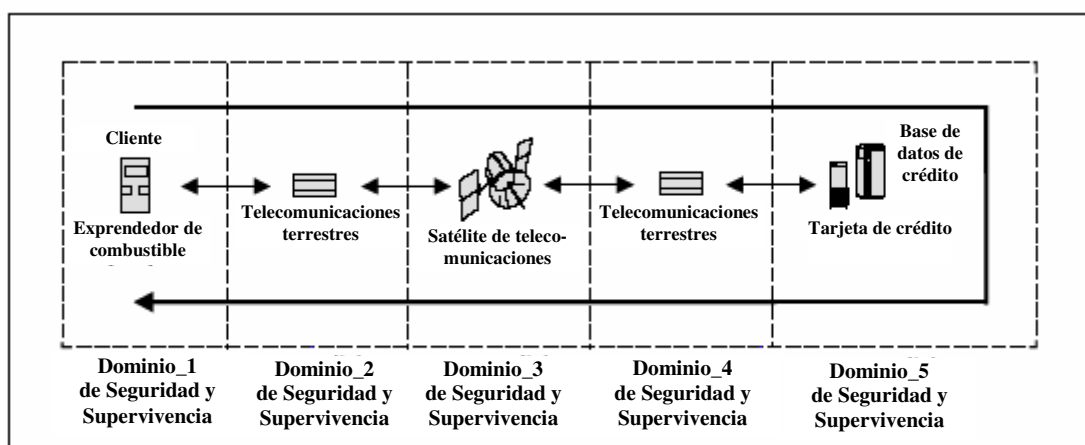 Cliente
Exprendedor de
combustible
Telecomunicaciones
terrestres
Satélite de teleco-
municaciones
Telecomunicaciones
terrestres
Base de
datos de
crédito
Tarjeta de crédito
Dominio_1
de Seguridad y
Supervivencia
Dominio_2
de Seguridad y
Supervivencia
Dominio_3
de Seguridad y
Supervivencia
Dominio_4
de Seguridad y
Supervivencia
Dominio_5
de Seguridad y
Supervivencia